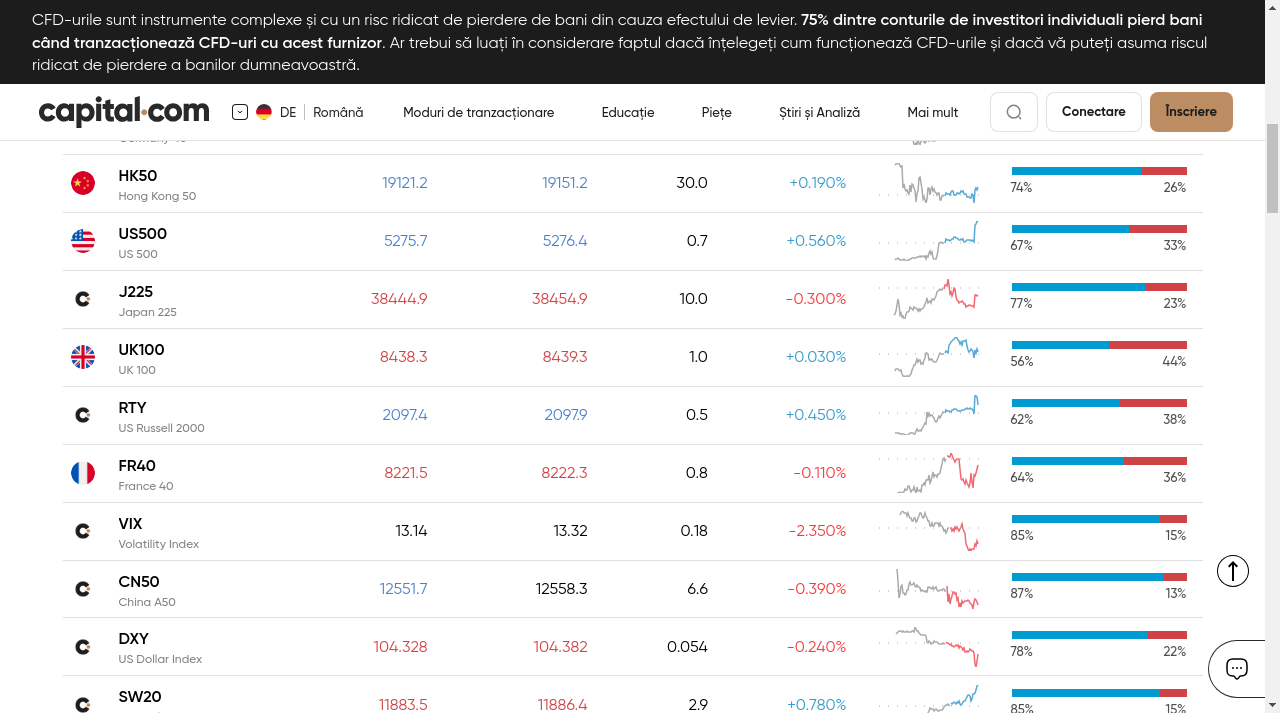 CFD-urile sunt instrumente complexe și cu un risc ridicat de pierdere de bani din cauza efectului de levier. 75% dintre conturile de investitori individuali pierd bani
când tranzacționează CFD-uri cu acest furnizor. Ar trebui să luați în considerare faptul dacă înțelegeți cum funcționează CFD-urile și dacă vă puteți asuma riscul
ridicat de pierdere a banilor dumneavoastră.
capital.com DE Română Moduri de tranzacționare Educație Piețe Știri și Analiză Mai mult Conectare Înscriere
HK50 19121.2 19151.2 30.0 +0.190%
Hong Kong 50 74% 26%
US500 5275.7 5276.4 0.7 +0.560%
US 500 67% 33%
J225 38444.9 38454.9 10.0 -0.300%
Japan 225 77% 23%
UK100 8438.3 8439.3 1.0 +0.030%
UK 100 56% 44%
RTY 2097.4 2097.9 0.5 +0.450%
US Russell 2000 62% 38%
FR40 8221.5 8222.3 0.8 -0.110%
France 40 64% 36%
VIX 13.14 13.32 0.18 -2.350%
Volatility Index 85% 15%
CN50 12551.7 12558.3 6.6 -0.390%
China A50 87% 13%
DXY 104.328 104.382 0.054 -0.240%
US Dollar Index 78% 22%
SW20 11883.5 11886.4 2.9 +0.780%
85% 15%